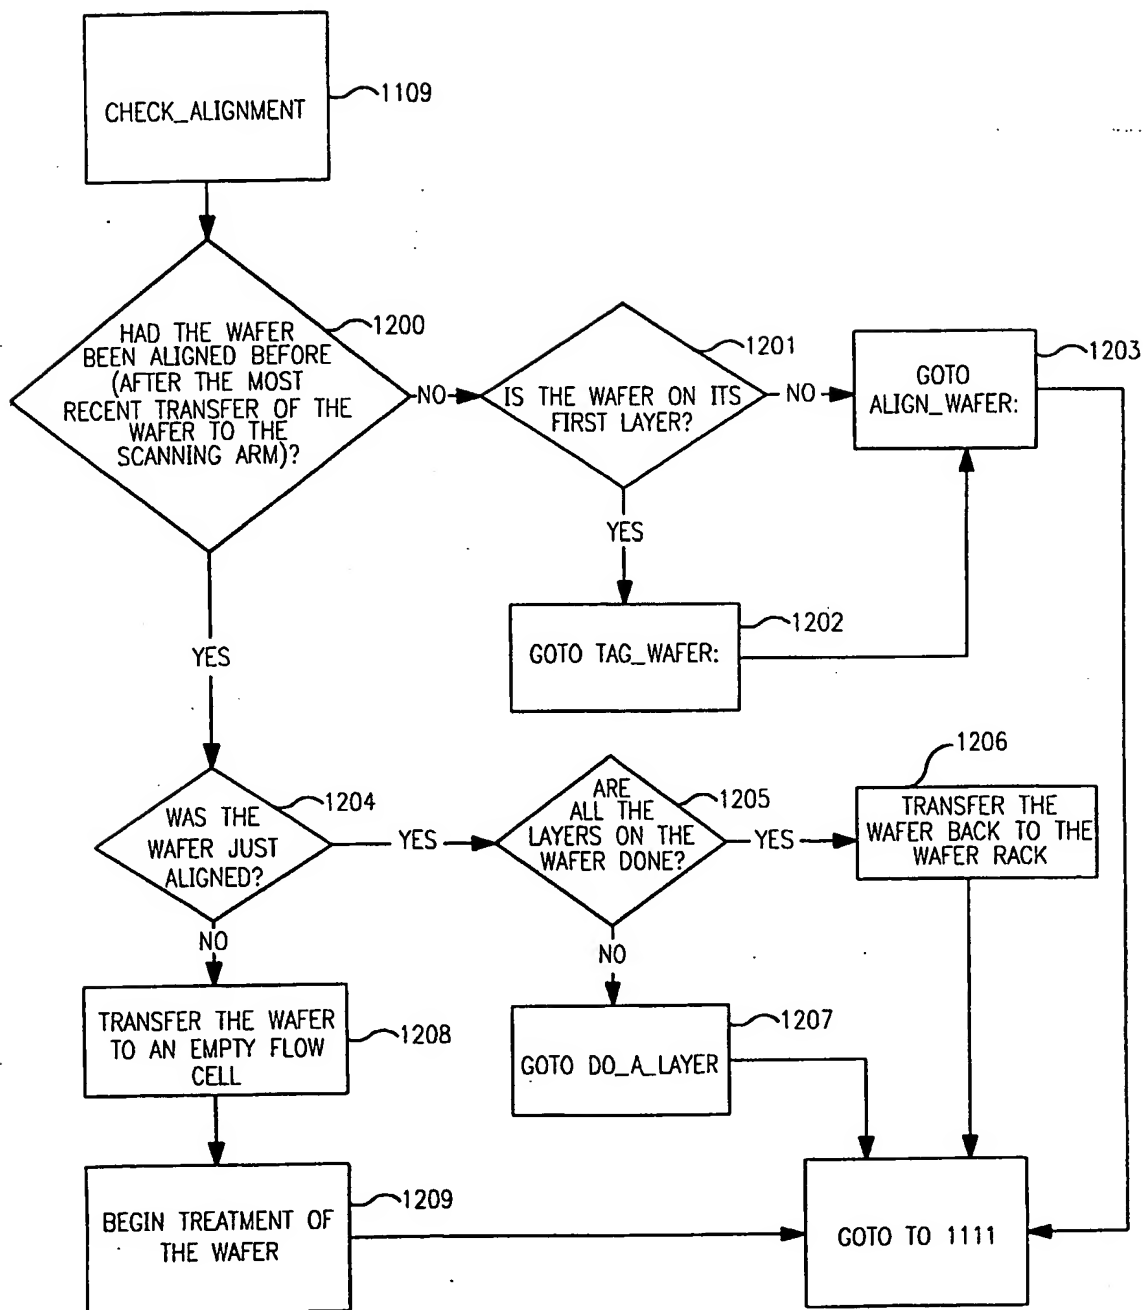 CHECK_ALIGNMENT
1109
HAD THE WAFER
BEEN ALIGNED BEFORE
(AFTER THE MOST
RECENT TRANSFER OF THE
WAFER TO THE
SCANNING ARM)?
1200
NO
IS THE WAFER ON ITS
FIRST LAYER?
1201
NO
GOTO
ALIGN_WAFER:
1203
YES
GOTO TAG_WAFER:
1202
YES
WAS THE
WAFER JUST
ALIGNED?
1204
YES
ARE
ALL THE
LAYERS ON THE
WAFER DONE?
1205
YES
TRANSFER THE
WAFER BACK TO THE
WAFER RACK
1206
NO
TRANSFER THE WAFER
TO AN EMPTY FLOW
CELL
1208
NO
GOTO DO_A_LAYER
1207
BEGIN TREATMENT OF
THE WAFER
1209
GOTO TO 1111